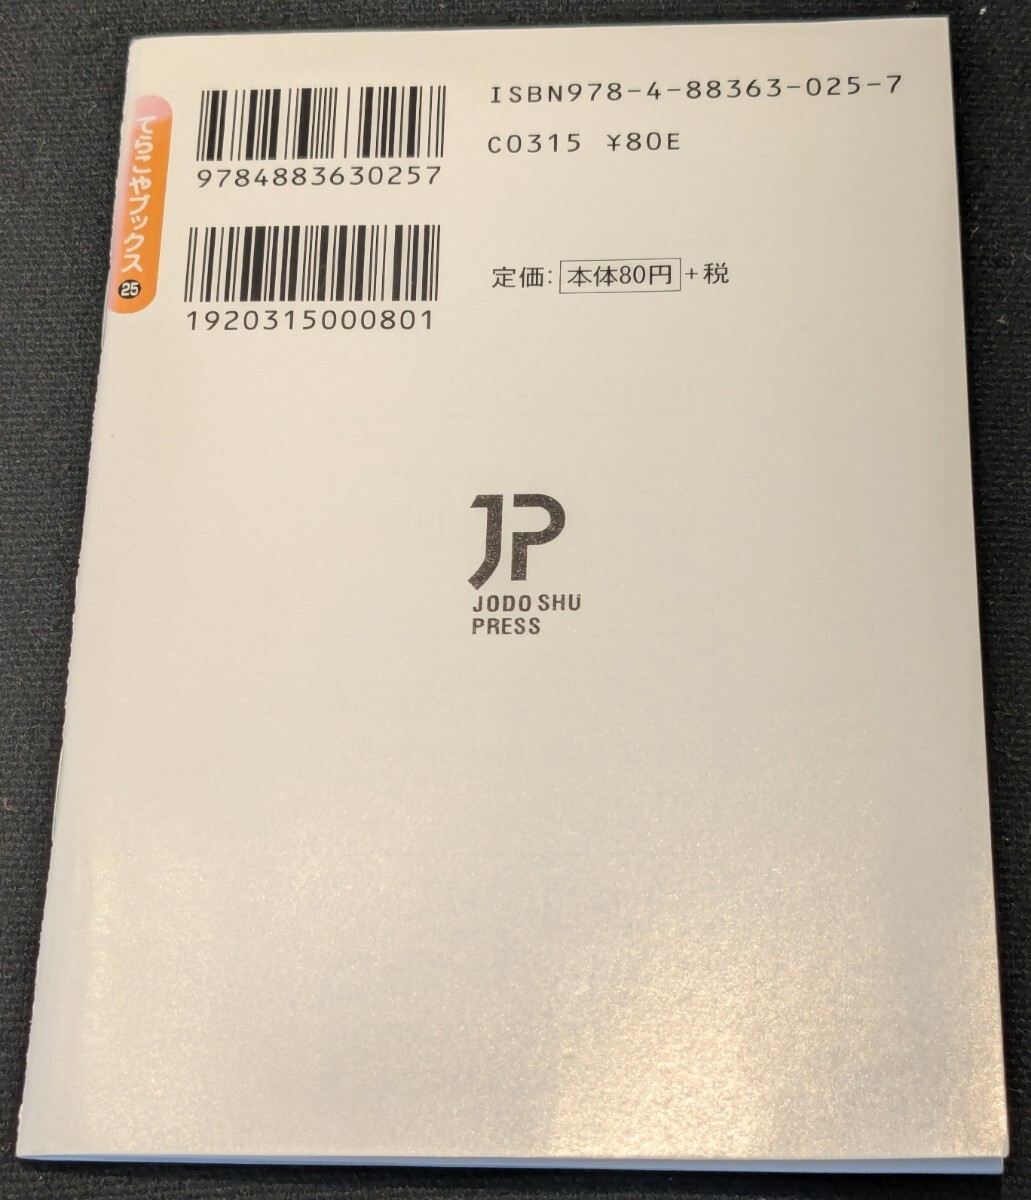 てらこやブックス 25
ISBN978-4-88363-025-7
C0315 ¥80E
9784883630257
定価: 本体80円 +税
1920315000801
JP
JODO SHU
PRESS